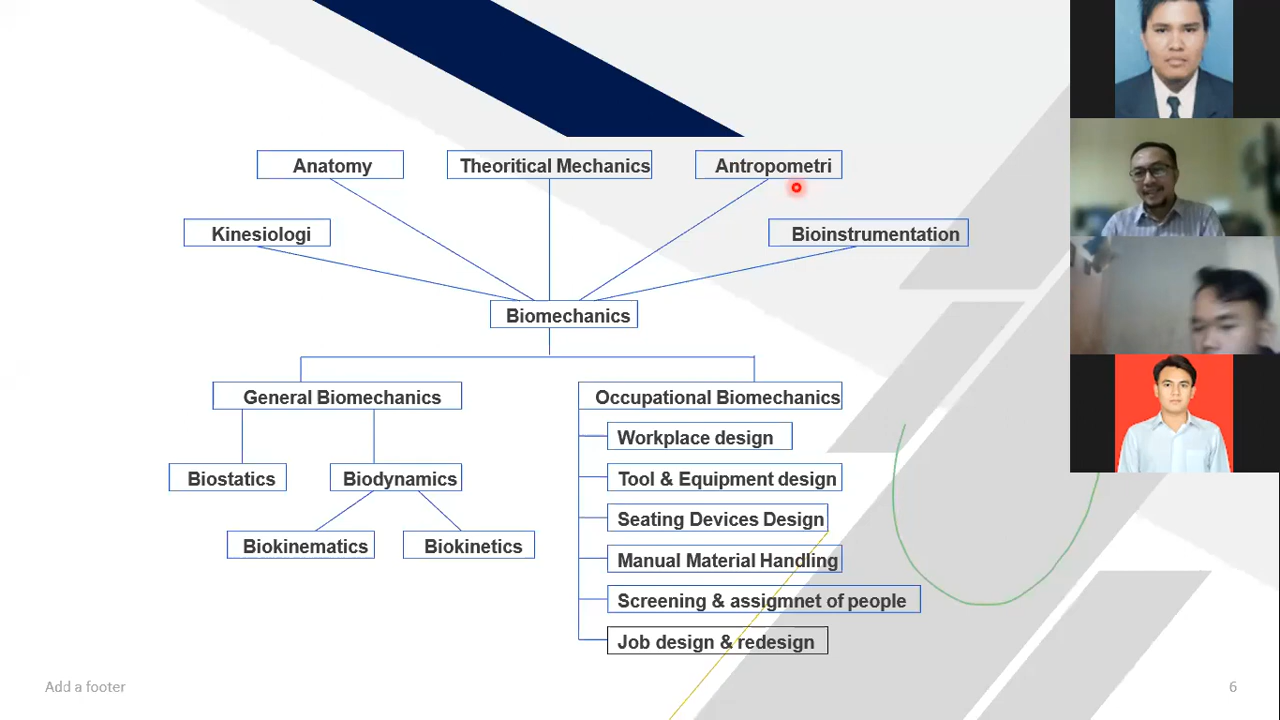 Anatomy
Theoritical Mechanics
Antropometri
Kinesiologi
Bioinstrumentation
Biomechanics
General Biomechanics
Occupational Biomechanics
Workplace design
Biostatics
Biodynamics
Tool & Equipment design
Seating Devices Design
Biokinematics
Biokinetics
Manual Material Handling
Screening & assigmnet of people
Job design & redesign
Add a footer
6